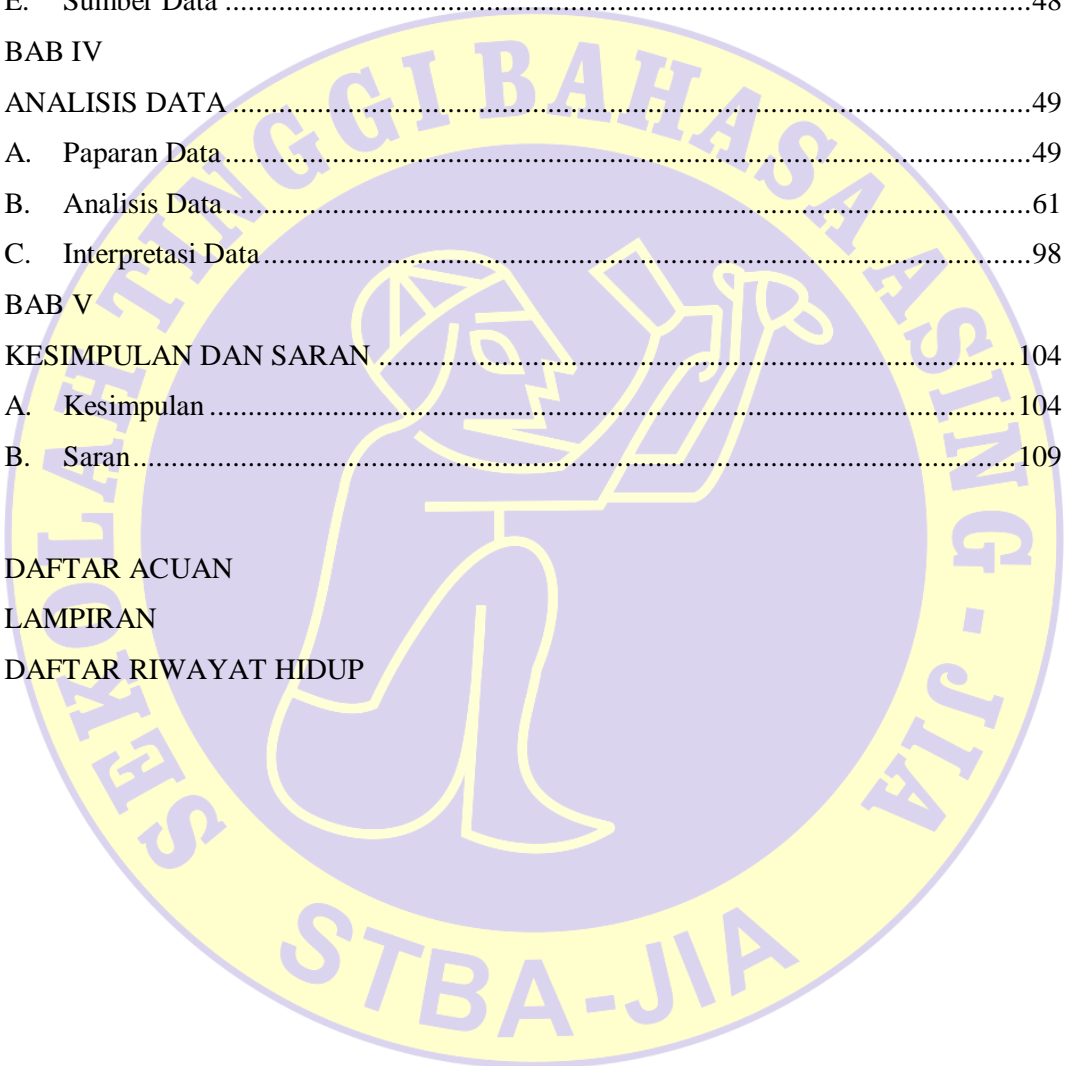 E. Sumber Data ........................................................................................................48
BAB IV
ANALISIS DATA .......................................................................................................49
A. Paparan Data ........................................................................................................49
B. Analisis Data........................................................................................................61
C. Interpretasi Data...................................................................................................98
BAB V
KESIMPULAN DAN SARAN ...................................................................................104
A. Kesimpulan ........................................................................................................104
B. Saran..................................................................................................................109
DAFTAR ACUAN
LAMPIRAN
DAFTAR RIWAYAT HIDUP
SEKOLAH TINGGI BAHASA ASING - JIA
STBA-JIA